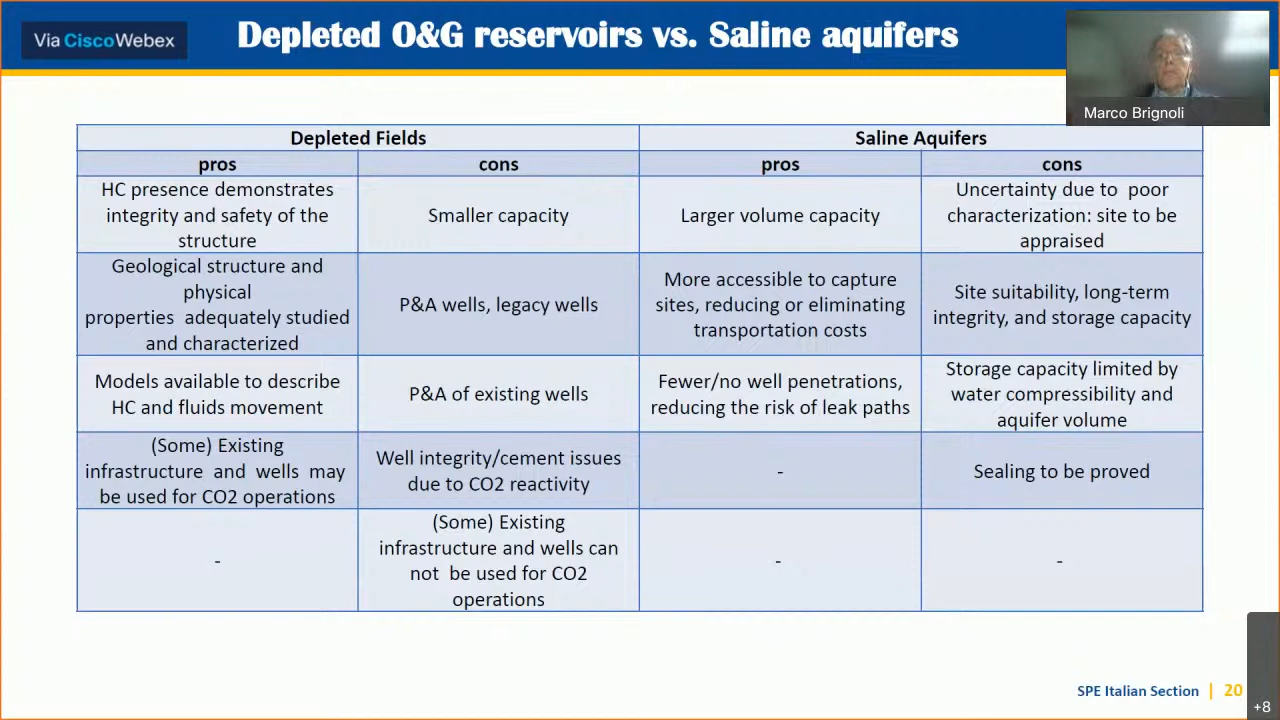 Via Cisco Webex
Depleted O&G reservoirs vs. Saline aquifers
Marco Brignoli
Depleted Fields
Saline Aquifers
pros
cons
pros
cons
HC presence demonstrates
integrity and safety of the
structure
Smaller capacity
Larger volume capacity
Uncertainty due to poor
characterization: site to be
appraised
Geological structure and
physical
properties adequately studied
and characterized
P&A wells, legacy wells
More accessible to capture
sites, reducing or eliminating
transportation costs
Site suitability, long-term
integrity, and storage capacity
Models available to describe
HC and fluids movement
P&A of existing wells
Fewer/no well penetrations,
reducing the risk of leak paths
Storage capacity limited by
water compressibility and
aquifer volume
(Some) Existing
infrastructure and wells may
be used for CO2 operations
Well integrity/cement issues
due to CO2 reactivity
-
Sealing to be proved
-
(Some) Existing
infrastructure and wells can
not be used for CO2
operations
-
-
SPE Italian Section | 20
+8